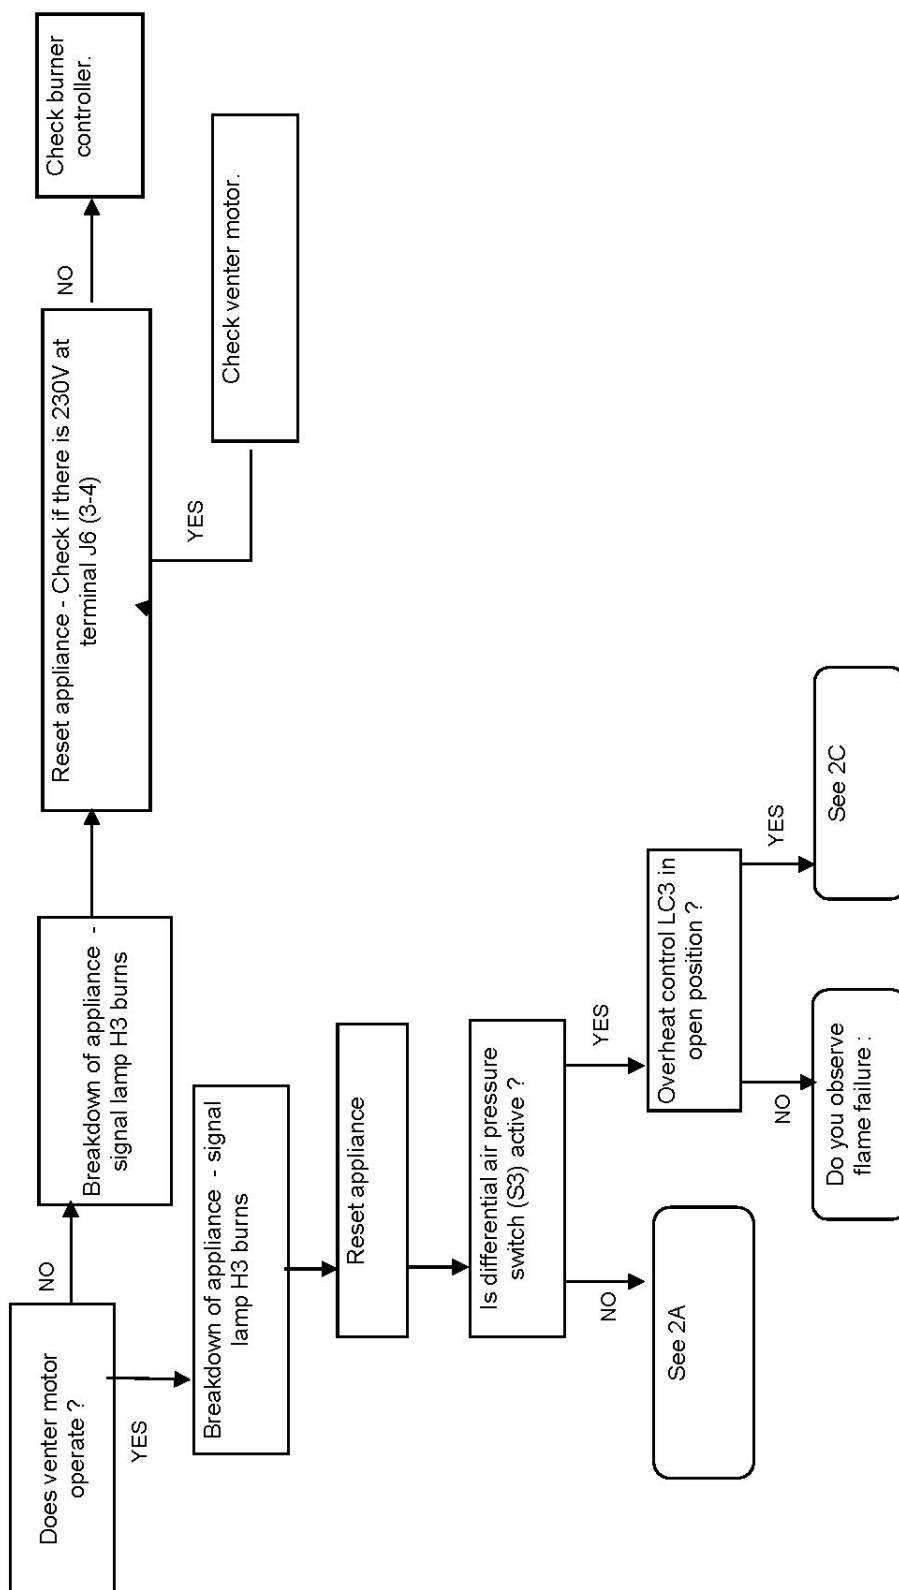 Does venter motor
operate ?
NO
Breakdown of appliance -
signal lamp H3 burns
Reset appliance - Check if there is 230V at
terminal J6 (3-4)
NO
Check burner
controller.
YES
Check venter motor.
YES
Breakdown of appliance - signal
lamp H3 burns
Reset appliance
Is differential air pressure
switch (S3) active ?
NO
See 2A
YES
Overheat control LC3 in
open position ?
NO
Do you observe
flame failure :
YES
See 2C